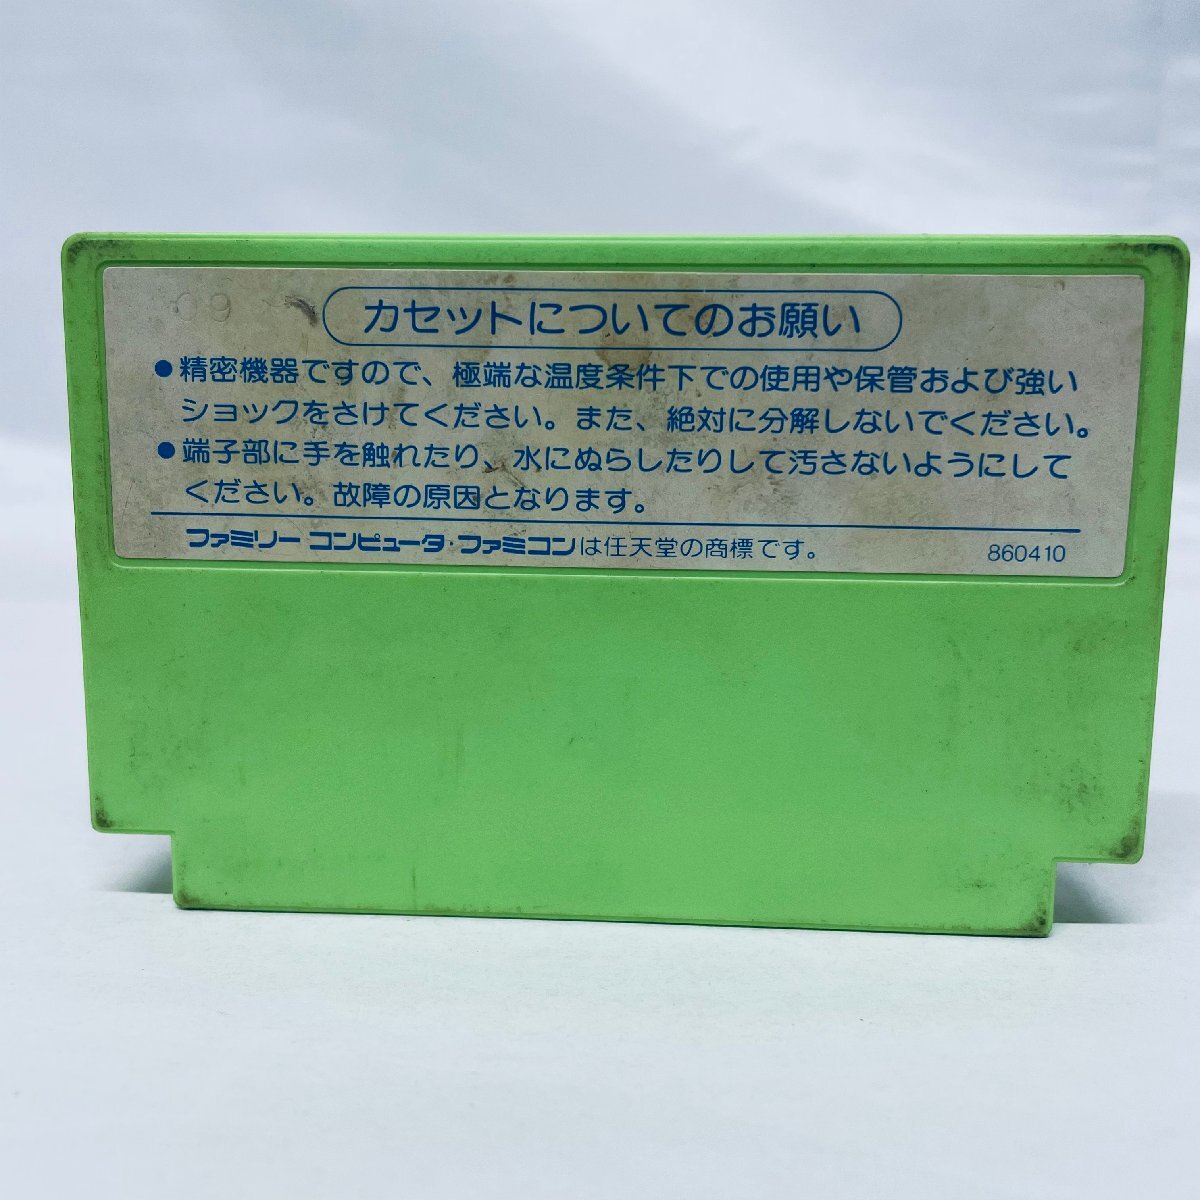 09
カセットについてのお願い
●精密機器ですので、極端な温度条件下での使用や保管および強い
ショックをさけてください。また、絶対に分解しないでください。
●端子部に手を触れたり、水にぬらしたりして汚さないようにして
ください。故障の原因となります。
ファミリーコンピュータ・ファミコンは任天堂の商標です。 860410